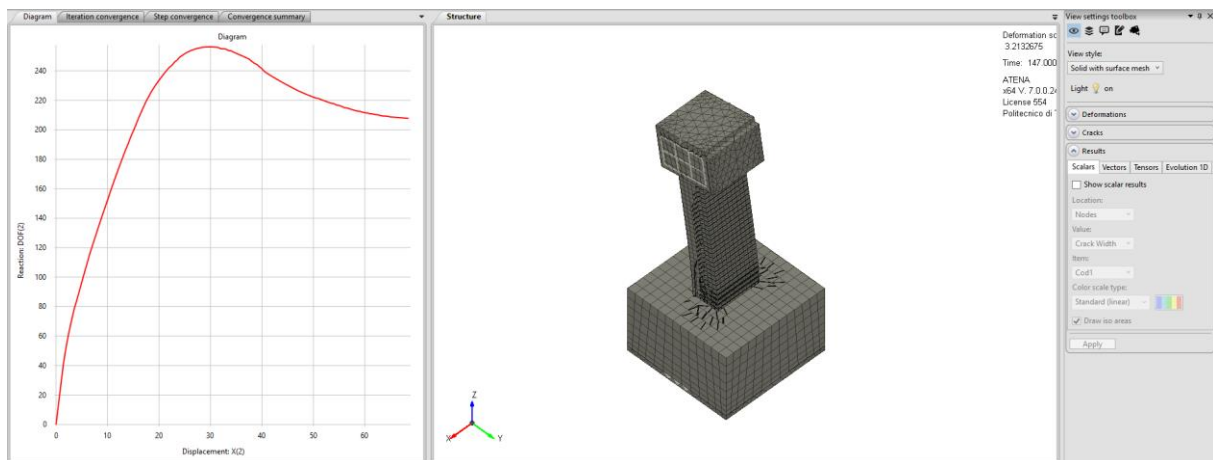 Diagram Iteration convergence Step convergence Convergence summary
Diagram
Reaction: DOF(2)
240
220
200
180
160
140
120
100
80
60
40
20
0
0 10 20 30 40 50 60
Displacement: X(2)
Structure
Deformation sc
3.2132675
Time: 147.000
ATENA
x64 V. 7.0.0.24
License 554
Politecnico di T
X Y Z
View settings toolbox
View style:
Solid with surface mesh
Light on
Deformations
Cracks
Results
Scalars Vectors Tensors Evolution 1D
Show scalar results
Location:
Nodes
Value:
Crack Width
Item:
Cod1
Color scale type:
Standard (linear)
Draw iso areas
Apply